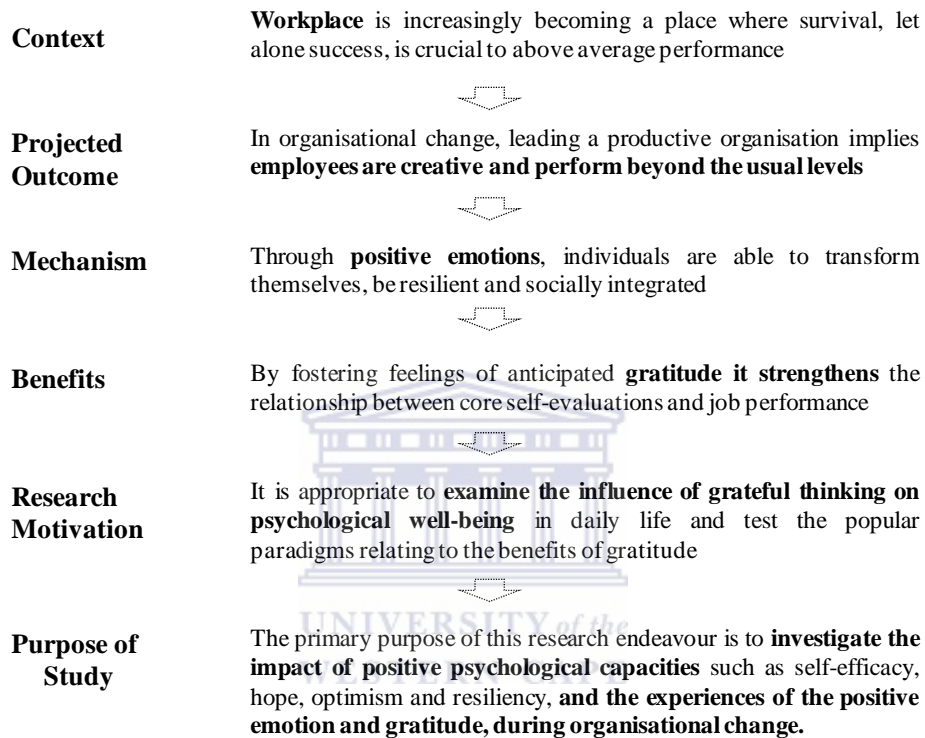 Context
Workplace is increasingly becoming a place where survival, let
alone success, is crucial to above average performance
Projected
Outcome
In organisational change, leading a productive organisation implies
employees are creative and perform beyond the usual levels
Mechanism
Through positive emotions, individuals are able to transform
themselves, be resilient and socially integrated
Benefits
By fostering feelings of anticipated gratitude it strengthens the
relationship between core self-evaluations and job performance
Research
Motivation
It is appropriate to examine the influence of grateful thinking on
psychological well-being in daily life and test the popular
paradigms relating to the benefits of gratitude
UNIVERSITY of the
WESTERN CAPE
Purpose of
Study
The primary purpose of this research endeavour is to investigate the
impact of positive psychological capacities such as self-efficacy,
hope, optimism and resiliency, and the experiences of the positive
emotion and gratitude, during organisational change.